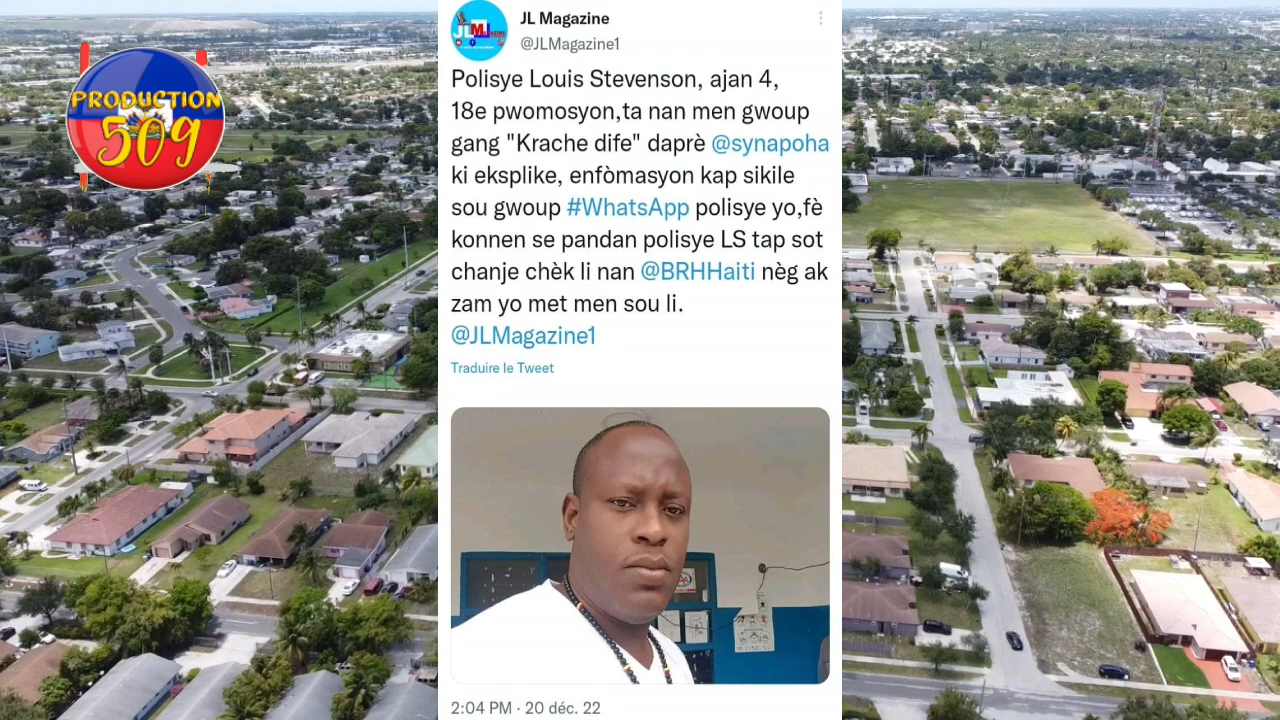 PRODUCTION
509
JL Magazine
@JLMagazine1
Polisye Louis Stevenson, ajan 4,
18e pwomosyon,ta nan men gwoup
gang "Krache dife" daprè @synapoha
ki eksplike, enfòmasyon kap sikile
sou gwoup #WhatsApp polisye yo,fè
konnen se pandan polisye LS tap sot
chanje chèk li nan @BRHHaiti nèg ak
zam yo met men sou li.
@JLMagazine1
Traduire le Tweet
2:04 PM · 20 déc. 22